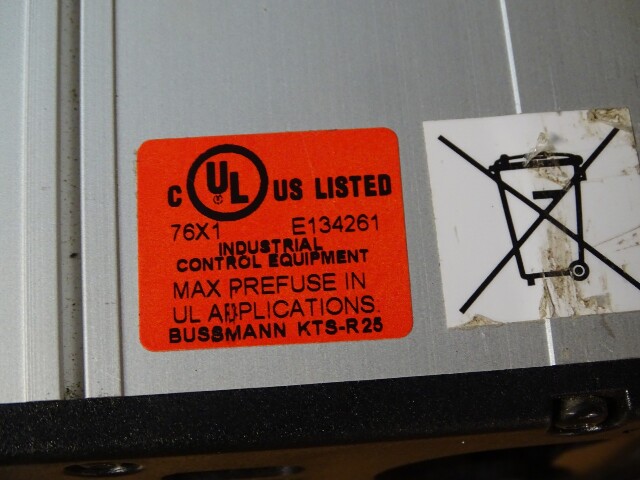 C UL US LISTED
76X1 E134261
INDUSTRIAL
CONTROL EQUIPMENT
MAX PREFUSE IN
UL APPLICATIONS:
BUSSMANN KTS-R25